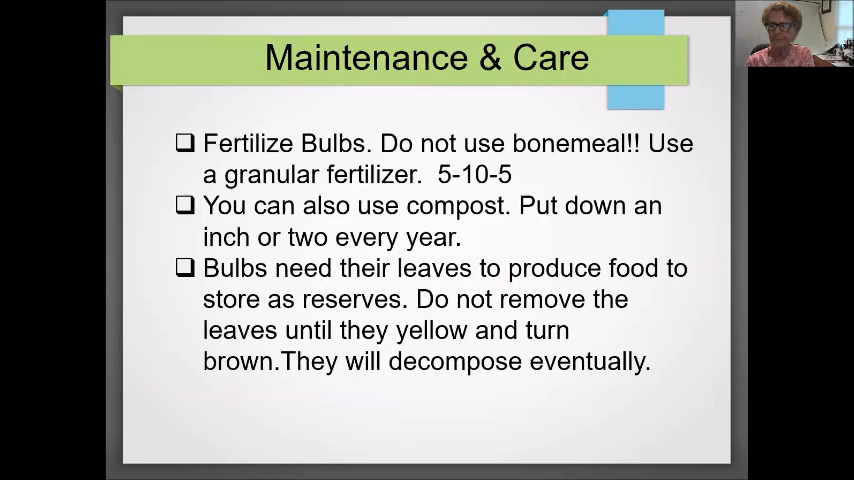 Maintenance & Care
❑ Fertilize Bulbs. Do not use bonemeal!! Use
a granular fertilizer.  5-10-5
❑ You can also use compost. Put down an
inch or two every year.
❑ Bulbs need their leaves to produce food to
store as reserves. Do not remove the
leaves until they yellow and turn
brown.They will decompose eventually.